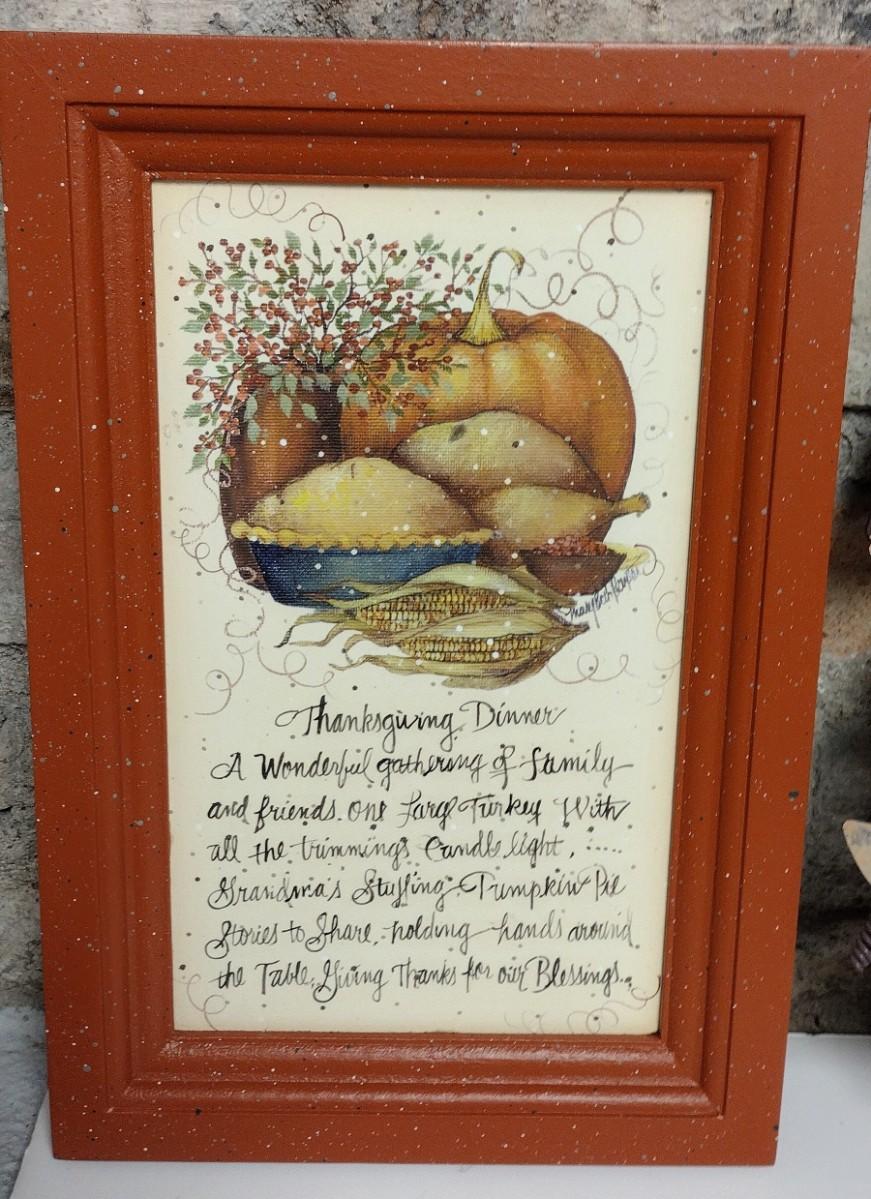 Thanksgiving Dinner
A Wonderful gathering of family
and friends. One Large Turkey With
all the trimmings Candle light, .....
Grandma's Stuffing Pumpkin Pie
Stories to Share, holding hands around
the Table, Giving Thanks for our Blessings...